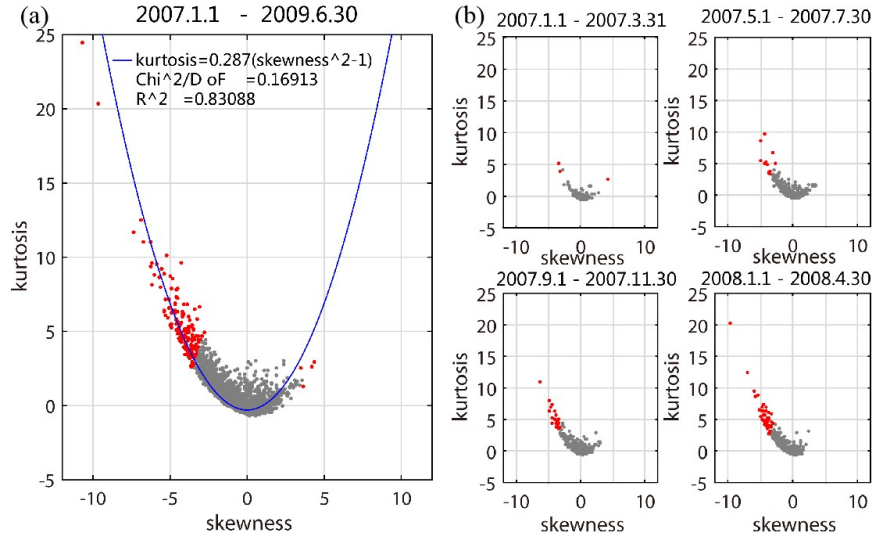 (a)
2007.1.1 - 2009.6.30
kurtosis=0.287(skewness^2-1)
Chi^2/D oF =0.16913
R^2 =0.83088
25
20
15
10
5
0
-5
kurtosis
-10 -5 0 5 10
skewness
(b)
2007.1.1 - 2007.3.31
25
20
15
10
5
0
-5
kurtosis
-10 0 10
skewness
2007.5.1 - 2007.7.30
25
20
15
10
5
0
-5
kurtosis
-10 0 10
skewness
2007.9.1 - 2007.11.30
25
20
15
10
5
0
-5
kurtosis
-10 0 10
skewness
2008.1.1 - 2008.4.30
25
20
15
10
5
0
-5
kurtosis
-10 0 10
skewness